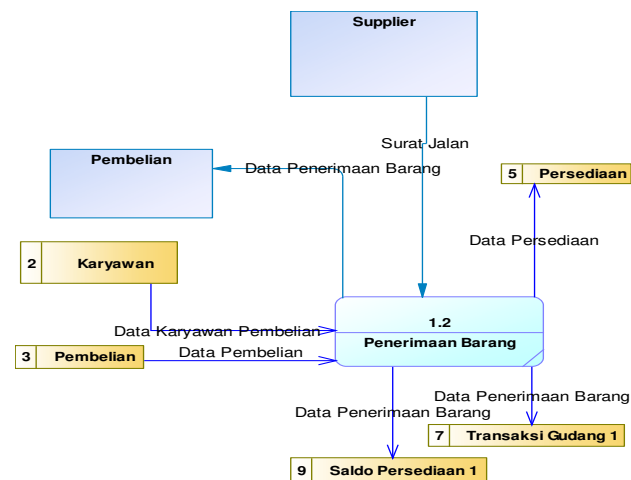 Supplier
Surat Jalan
Pembelian
Data Penerimaan Barang
5 Persediaan
Data Persediaan
2 Karyawan
1.2
Penerimaan Barang
Data Karyawan Pembelian
3 Pembelian
Data Pembelian
Data Penerimaan Barang
Data Penerimaan Barang
7 Transaksi Gudang 1
9 Saldo Persediaan 1